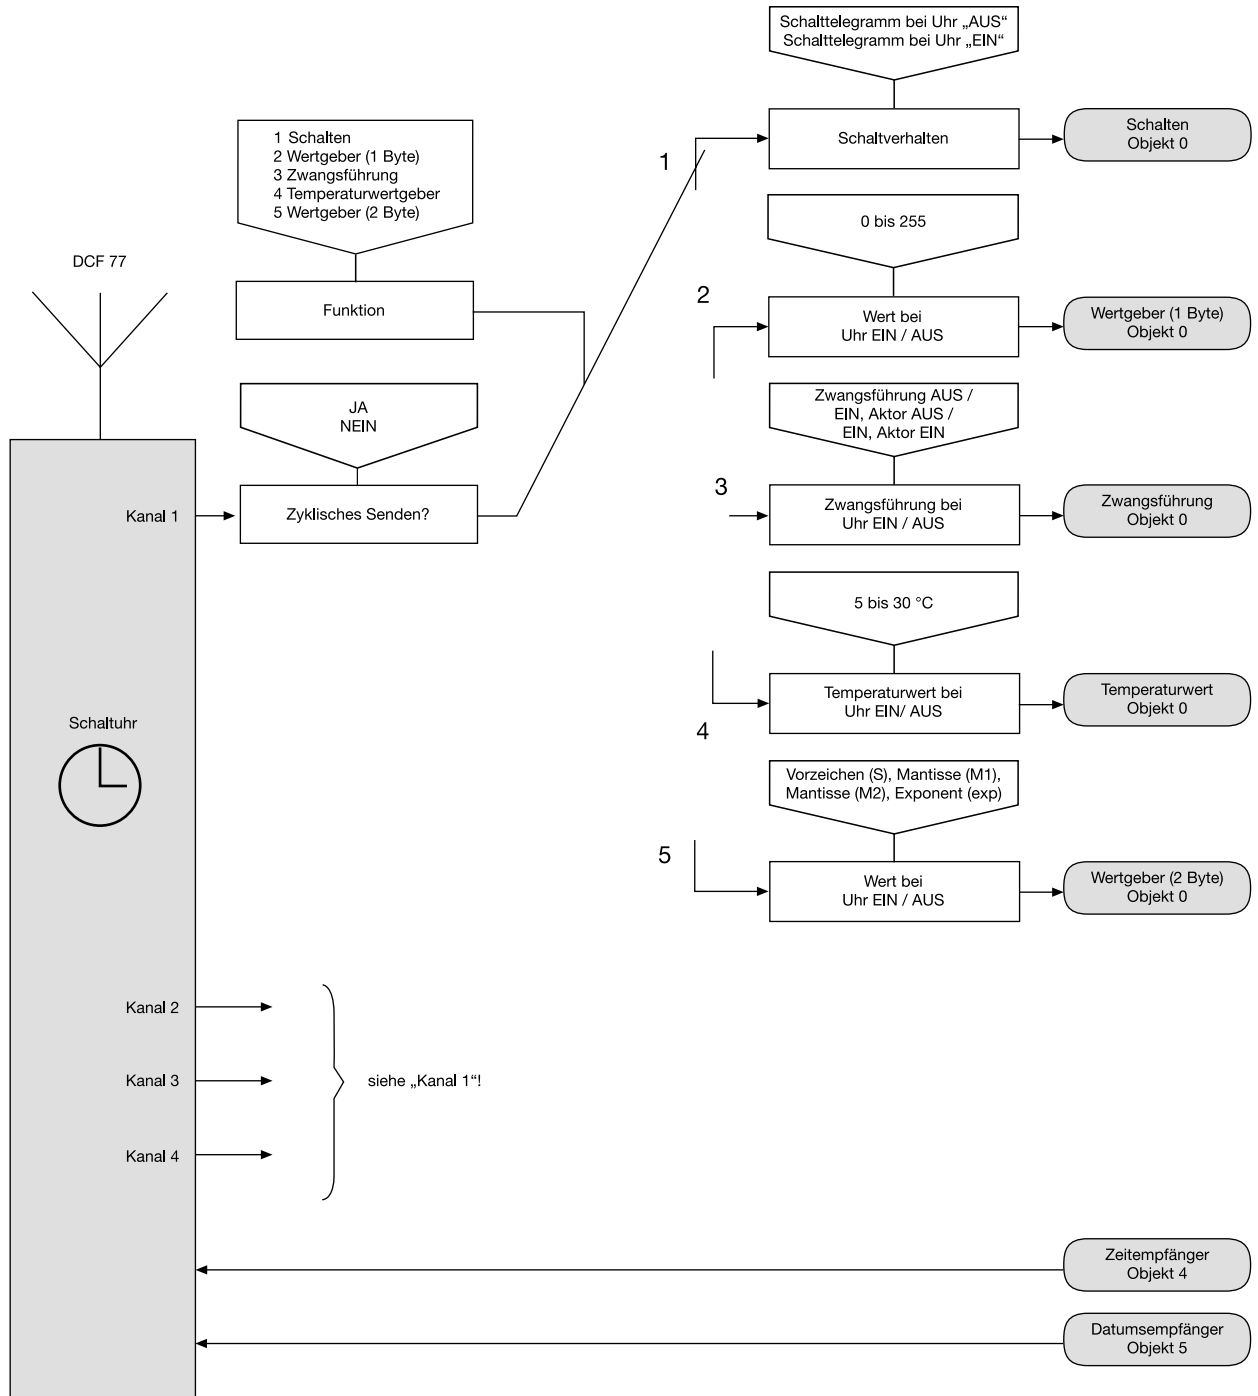 Schalttelegramm bei Uhr „AUS“
Schalttelegramm bei Uhr „EIN“
Schaltverhalten
Schalten
Objekt 0
1 Schalten
2 Wertgeber (1 Byte)
3 Zwangsführung
4 Temperaturwertgeber
5 Wertgeber (2 Byte)
1
0 bis 255
DCF 77
Funktion
2
Wert bei
Uhr EIN / AUS
Wertgeber (1 Byte)
Objekt 0
JA
NEIN
Zwangsführung AUS /
EIN, Aktor AUS /
EIN, Aktor EIN
Kanal 1
Zyklisches Senden?
3
Zwangsführung bei
Uhr EIN / AUS
Zwangsführung
Objekt 0
5 bis 30 °C
Schaltuhr
4
Temperaturwert bei
Uhr EIN/ AUS
Temperaturwert
Objekt 0
Vorzeichen (S), Mantisse (M1),
Mantisse (M2), Exponent (exp)
5
Wert bei
Uhr EIN / AUS
Wertgeber (2 Byte)
Objekt 0
Kanal 2
Kanal 3
siehe „Kanal 1“!
Kanal 4
Zeitempfänger
Objekt 4
Datumsempfänger
Objekt 5